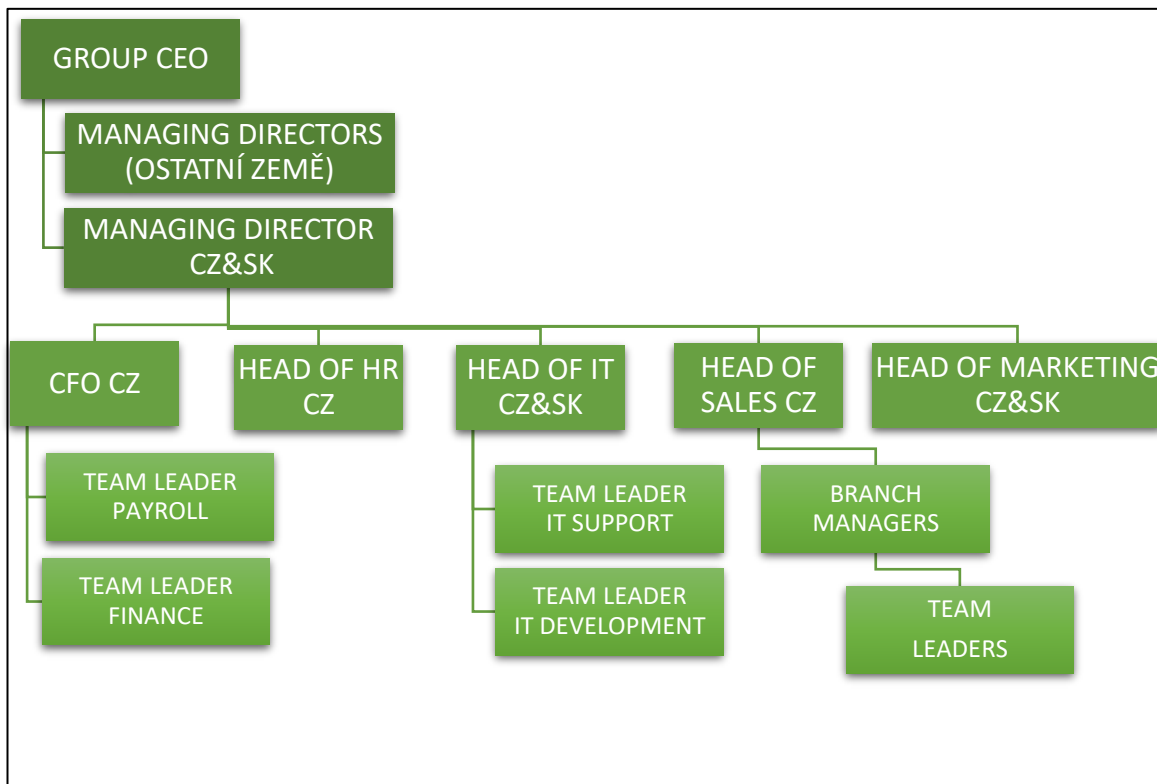 GROUP CEO
MANAGING DIRECTORS
(OSTATNÍ ZEMĚ)
MANAGING DIRECTOR
CZ&SK
CFO CZ
HEAD OF HR
CZ
HEAD OF IT
CZ&SK
HEAD OF
SALES CZ
HEAD OF MARKETING
CZ&SK
TEAM LEADER
PAYROLL
TEAM LEADER
FINANCE
TEAM LEADER
IT SUPPORT
TEAM LEADER
IT DEVELOPMENT
BRANCH
MANAGERS
TEAM
LEADERS